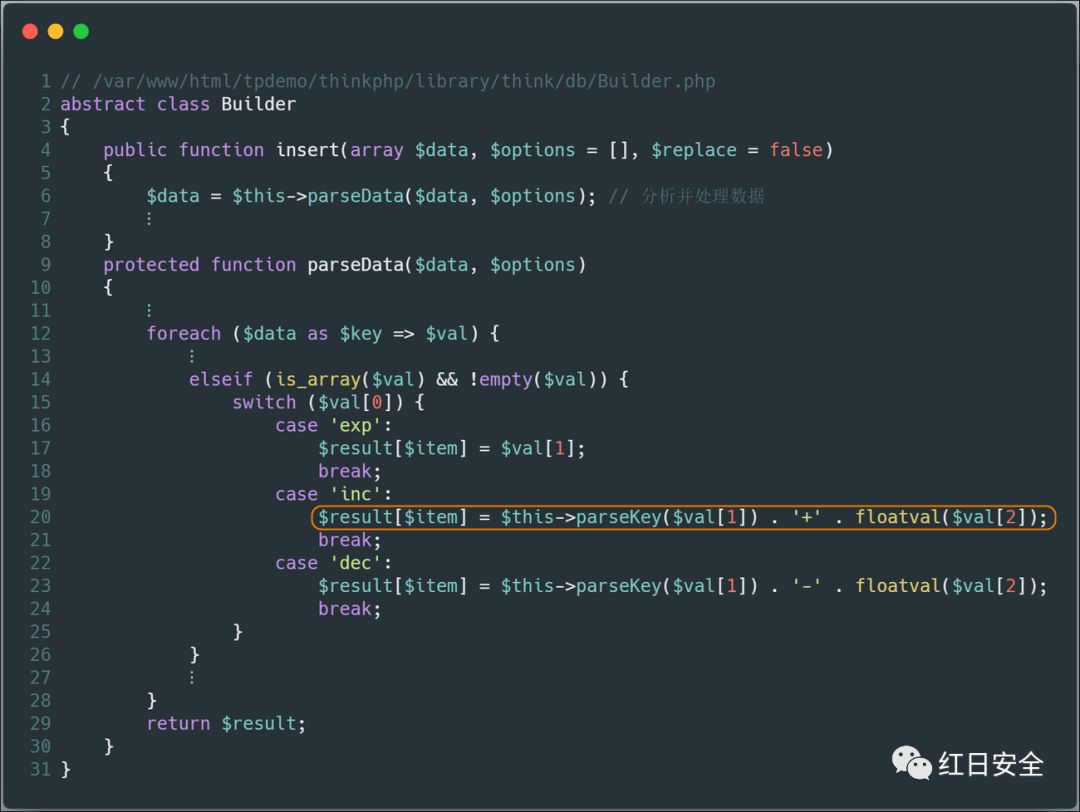 1 // /var/www/html/tpdemo/thinkphp/library/think/db/Builder.php
2 abstract class Builder
3 {
4     public function insert(array $data, $options = [], $replace = false)
5     {
6         $data = $this->parseData($data, $options); // 分析并处理数据
7         ⋮
8     }
9     protected function parseData($data, $options)
10     {
11         ⋮
12         foreach ($data as $key => $val) {
13             ⋮
14             elseif (is_array($val) && !empty($val)) {
15                 switch ($val[0]) {
16                     case 'exp':
17                         $result[$item] = $val[1];
18                         break;
19                     case 'inc':
20                         $result[$item] = $this->parseKey($val[1]) . '+' . floatval($val[2]);
21                         break;
22                     case 'dec':
23                         $result[$item] = $this->parseKey($val[1]) . '-' . floatval($val[2]);
24                         break;
25                 }
26             }
27             ⋮
28         }
29         return $result;
30     }
31 }
红日安全